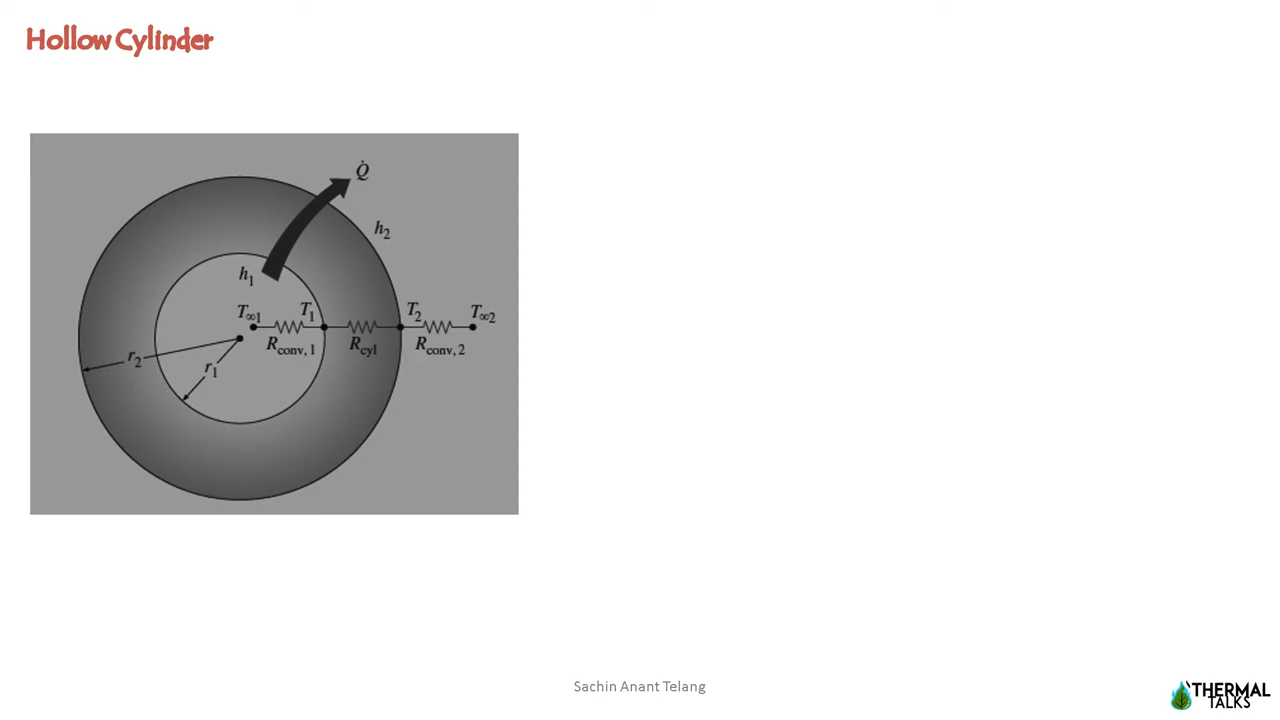 Hollow Cylinder
Q̇
h₂
h₁
T∞1 T₁ T₂ T∞2
Rconv, 1 Rcyl Rconv, 2
r₂
r₁
Sachin Anant Telang
THERMAL
TALKS